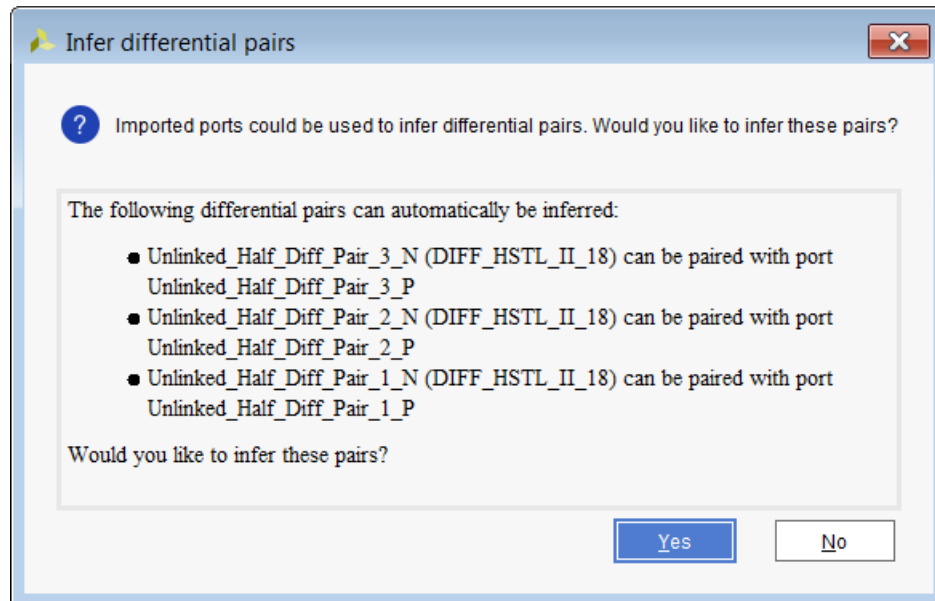 Infer differential pairs
Imported ports could be used to infer differential pairs. Would you like to infer these pairs?
The following differential pairs can automatically be inferred:
Unlinked_Half_Diff_Pair_3_N (DIFF_HSTL_II_18) can be paired with port
Unlinked_Half_Diff_Pair_3_P
Unlinked_Half_Diff_Pair_2_N (DIFF_HSTL_II_18) can be paired with port
Unlinked_Half_Diff_Pair_2_P
Unlinked_Half_Diff_Pair_1_N (DIFF_HSTL_II_18) can be paired with port
Unlinked_Half_Diff_Pair_1_P
Would you like to infer these pairs?
Yes No